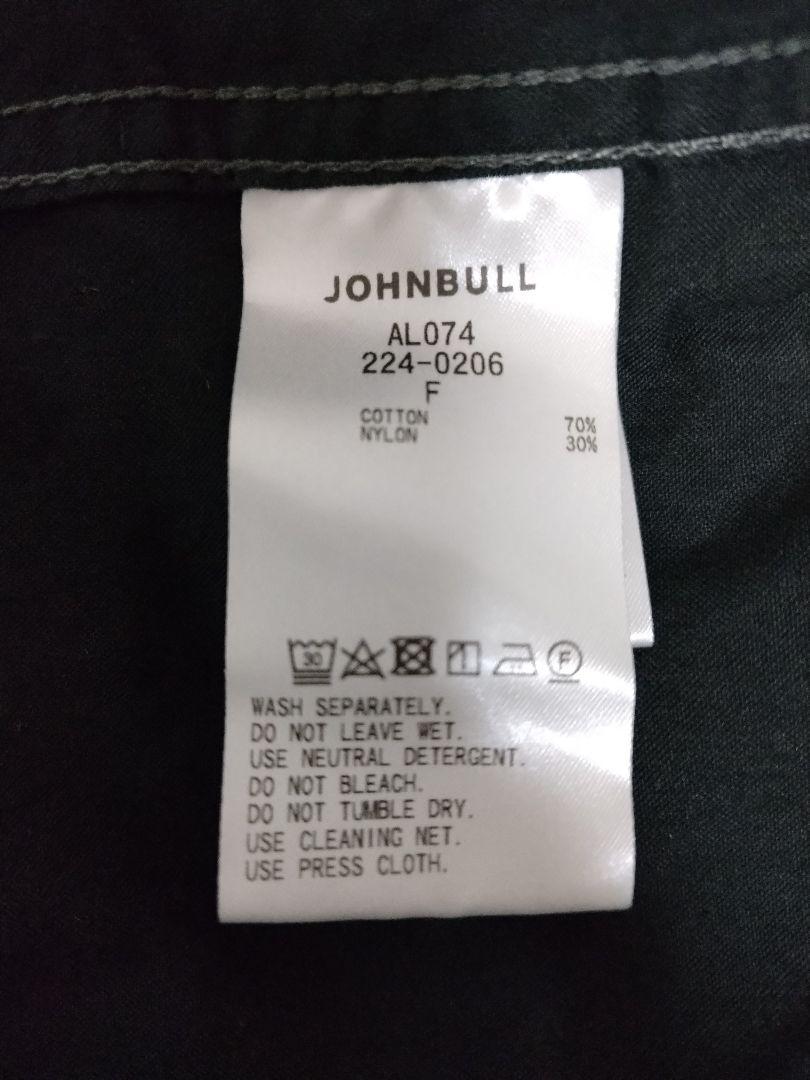 JOHNBULL
AL074
224-0206
F
COTTON 70%
NYLON 30%
30 F
WASH SEPARATELY.
DO NOT LEAVE WET.
USE NEUTRAL DETERGENT.
DO NOT BLEACH.
DO NOT TUMBLE DRY.
USE CLEANING NET.
USE PRESS CLOTH.